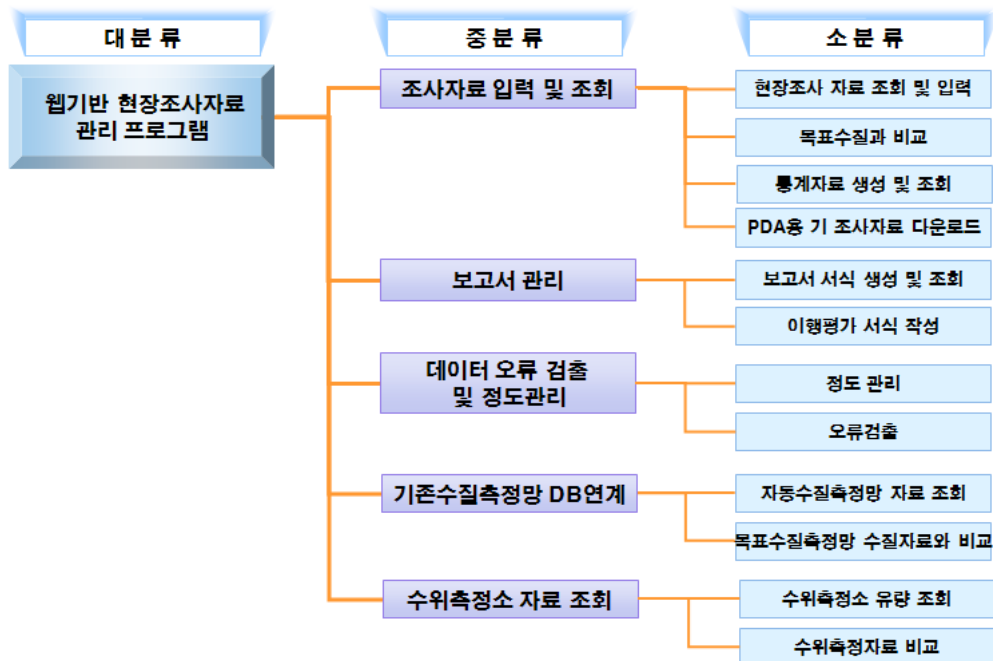 대 분 류
중 분 류
소 분 류
웹기반 현장조사자료
관리 프로그램
조사자료 입력 및 조회
현장조사 자료 조회 및 입력
목표수질과 비교
통계자료 생성 및 조회
PDA용 기 조사자료 다운로드
보고서 관리
보고서 서식 생성 및 조회
이행평가 서식 작성
데이터 오류 검출
및 정도관리
정도 관리
오류검출
기존수질측정망 DB연계
자동수질측정망 자료 조회
목표수질측정망 수질자료와 비교
수위측정소 자료 조회
수위측정소 유량 조회
수위측정자료 비교